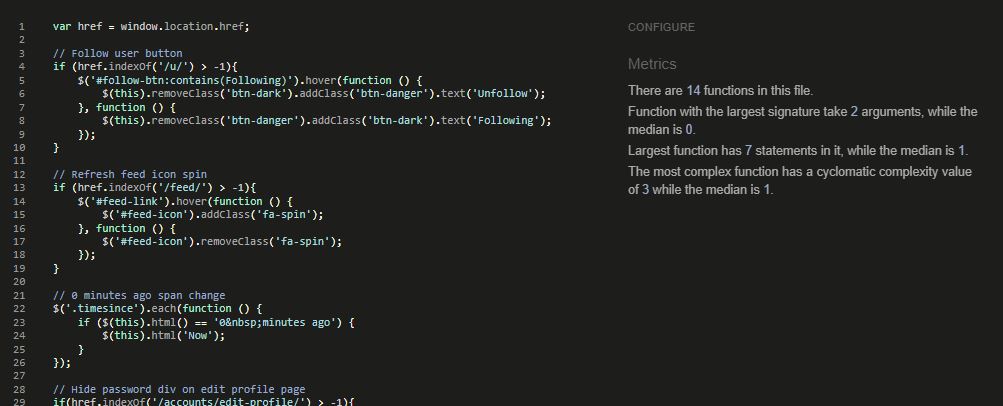 1 var href = window.location.href;
2
3 // Follow user button
4 if (href.indexOf('/u/') > -1){
5 $('#follow-btn:contains(Following)').hover(function () {
6 $(this).removeClass('btn-dark').addClass('btn-danger').text('Unfollow');
7 }, function () {
8 $(this).removeClass('btn-danger').addClass('btn-dark').text('Following');
9 });
10 }
11
12 // Refresh feed icon spin
13 if (href.indexOf('/feed/') > -1){
14 $('#feed-link').hover(function () {
15 $('#feed-icon').addClass('fa-spin');
16 }, function () {
17 $('#feed-icon').removeClass('fa-spin');
18 });
19 }
20
21 // 0 minutes ago span change
22 $('.timesince').each(function () {
23 if ($(this).html() == '0&nbsp;minutes ago') {
24 $(this).html('Now');
25 }
26 });
27
28 // Hide password div on edit profile page
29 if(href.indexOf('/accounts/edit-profile/') > -1){
CONFIGURE
Metrics
There are 14 functions in this file.
Function with the largest signature take 2 arguments, while the
median is 0.
Largest function has 7 statements in it, while the median is 1.
The most complex function has a cyclomatic complexity value
of 3 while the median is 1.